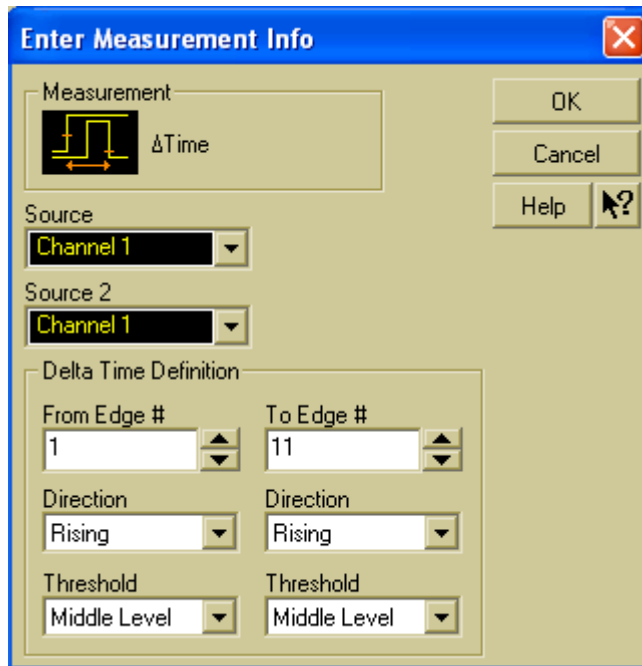 Enter Measurement Info
Measurement
ΔTime
OK
Cancel
Help
Source
Channel 1
Source 2
Channel 1
Delta Time Definition
From Edge # To Edge #
1 11
Direction Direction
Rising Rising
Threshold Threshold
Middle Level Middle Level